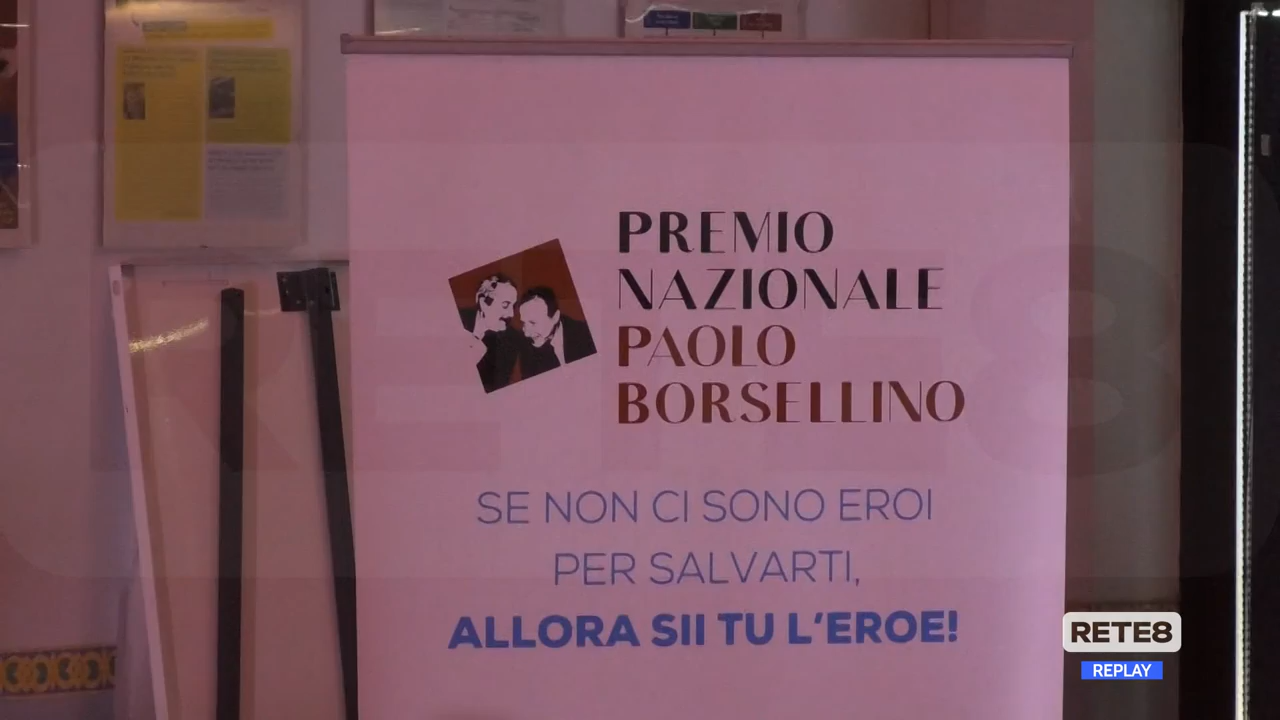 PREMIO
NAZIONALE
PAOLO
BORSELLINO
SE NON CI SONO EROI
PER SALVARTI,
ALLORA SII TU L'EROE!
RETE8
REPLAY